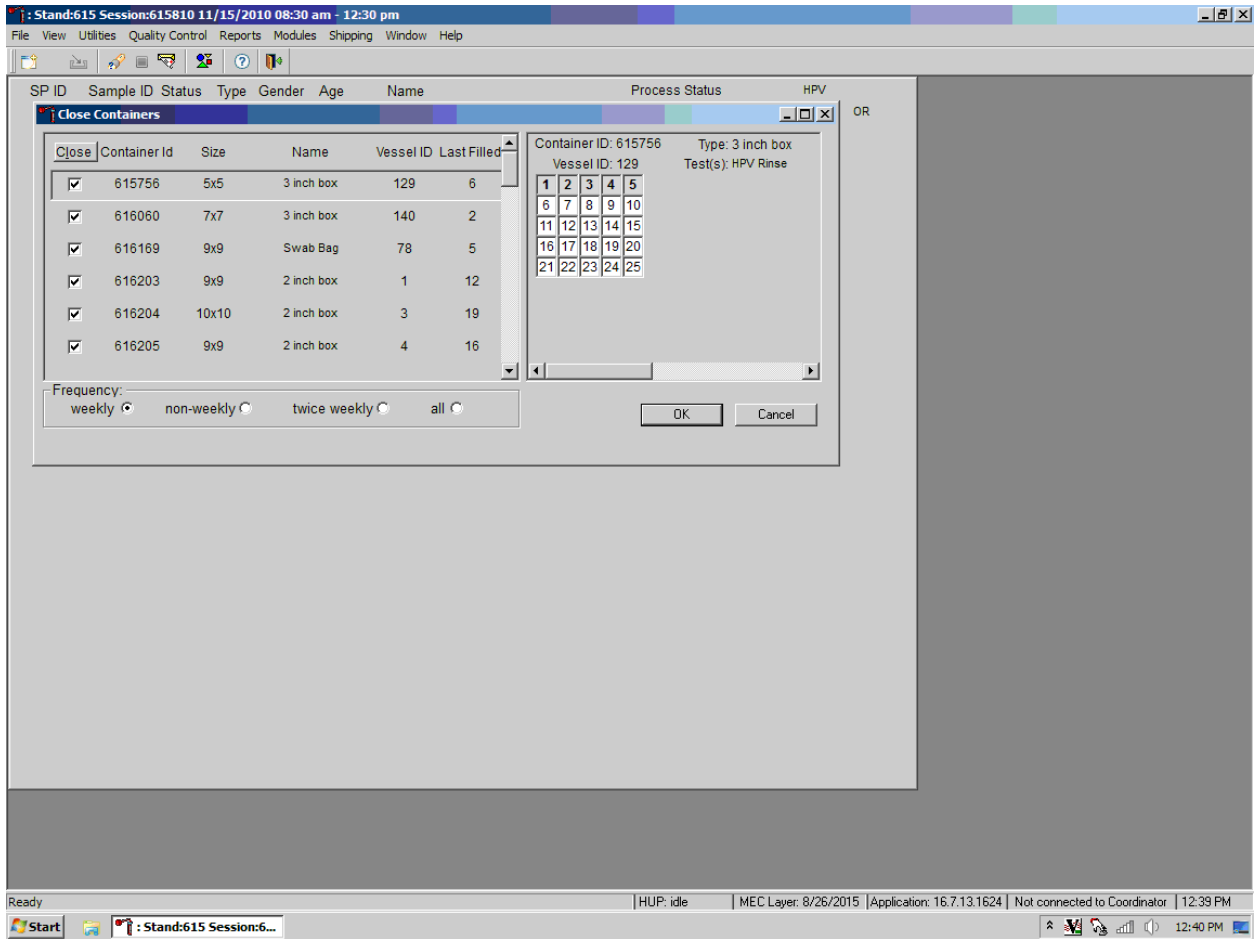 : Stand:615 Session:615810 11/15/2010 08:30 am - 12:30 pm
File View Utilities Quality Control Reports Modules Shipping Window Help
SP ID Sample ID Status Type Gender Age Name Process Status HPV
OR
Close Containers
Close Container Id Size Name Vessel ID Last Filled
615756 5x5 3 inch box 129 6
616060 7x7 3 inch box 140 2
616169 9x9 Swab Bag 78 5
616203 9x9 2 inch box 1 12
616204 10x10 2 inch box 3 19
616205 9x9 2 inch box 4 16
Container ID: 615756 Type: 3 inch box
Vessel ID: 129 Test(s): HPV Rinse
1 2 3 4 5
6 7 8 9 10
11 12 13 14 15
16 17 18 19 20
21 22 23 24 25
Frequency:
weekly non-weekly twice weekly all
OK Cancel
Ready HUP: idle MEC Layer: 8/26/2015 Application: 16.7.13.1624 Not connected to Coordinator 12:39 PM
Start : Stand:615 Session:6... 12:40 PM